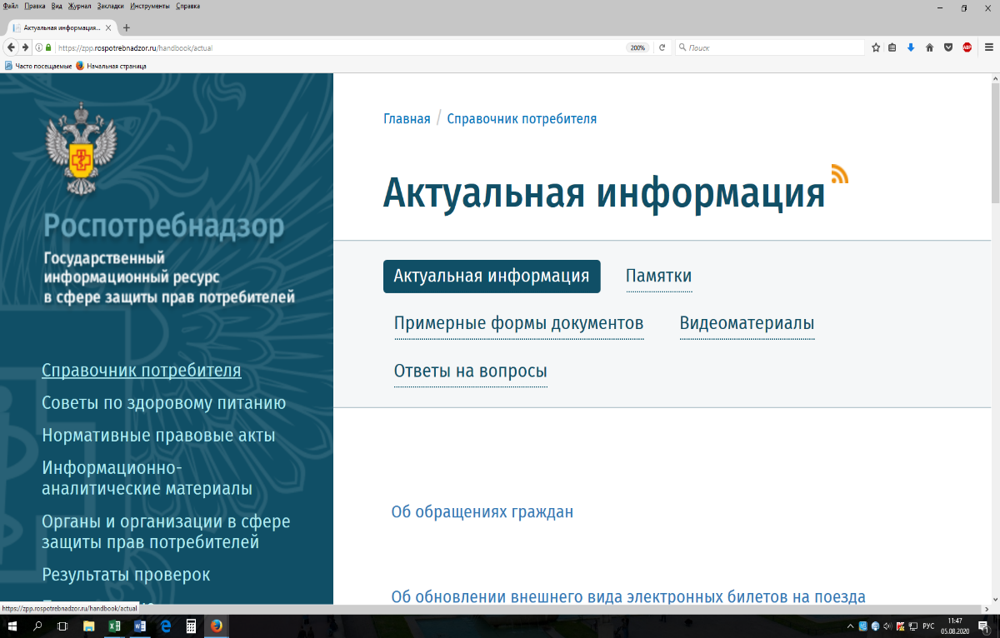 Файл Правка Вид Журнал Закладки Инструменты Справка
Актуальная информация...
https://zpp.rospotrebnadzor.ru/handbook/actual
200%
Поиск
ABP
Часто посещаемые Начальная страница
Роспотребнадзор
Государственный
информационный ресурс
в сфере защиты прав потребителей
Справочник потребителя
Советы по здоровому питанию
Нормативные правовые акты
Информационно-
аналитические материалы
Органы и организации в сфере
защиты прав потребителей
Результаты проверок
Главная / Справочник потребителя
Актуальная информация
Актуальная информация Памятки
Примерные формы документов Видеоматериалы
Ответы на вопросы
Об обращениях граждан
Об обновлении внешнего вида электронных билетов на поезда
https://zpp.rospotrebnadzor.ru/handbook/actual
РУС
11:47
05.08.2020
1